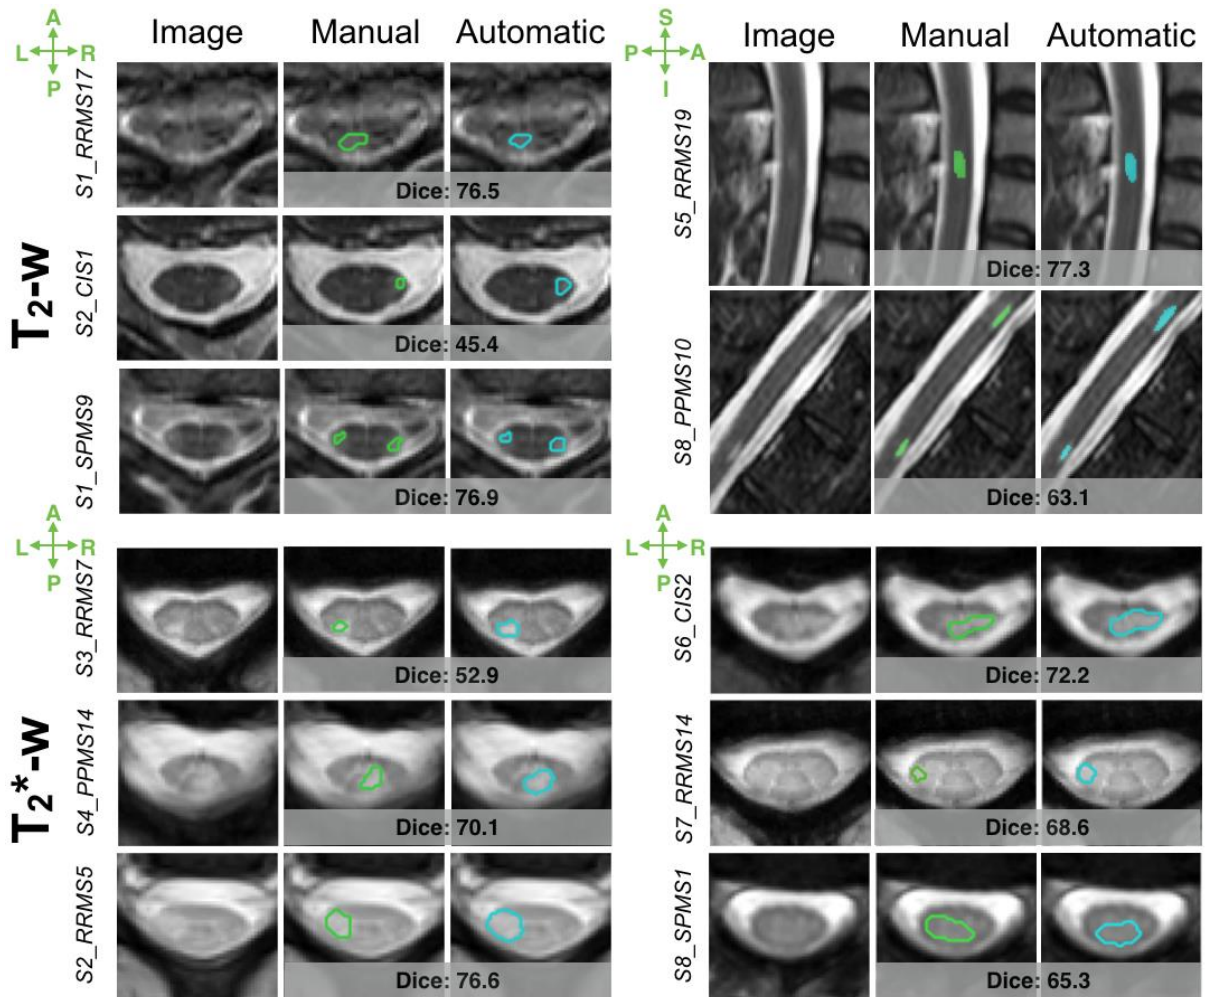 A
L R
P
Image Manual Automatic
S
P A
I
Image Manual Automatic
T2-w
S1_RRMS17
Dice: 76.5
S2_CIS1
Dice: 45.4
S1_SPMS9
Dice: 76.9
S5_RRMS19
Dice: 77.3
S8_PPMS10
Dice: 63.1
A
L R
P
A
L R
P
T2*-w
S3_RRMS7
Dice: 52.9
S4_PPMS14
Dice: 70.1
S2_RRMS5
Dice: 76.6
S6_CIS2
Dice: 72.2
S7_RRMS14
Dice: 68.6
S8_SPMS1
Dice: 65.3